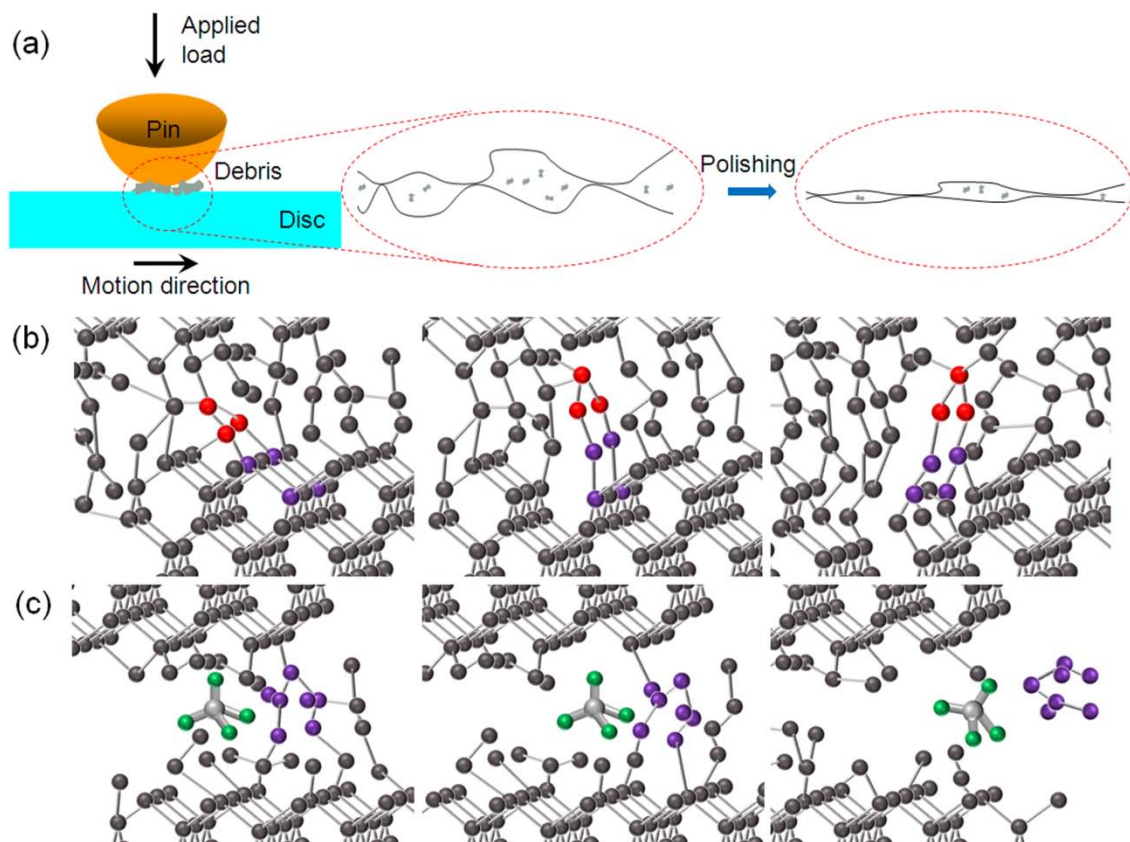 (a)
Applied
load
Pin
Debris
Disc
Motion direction
Polishing
(b)
(c)